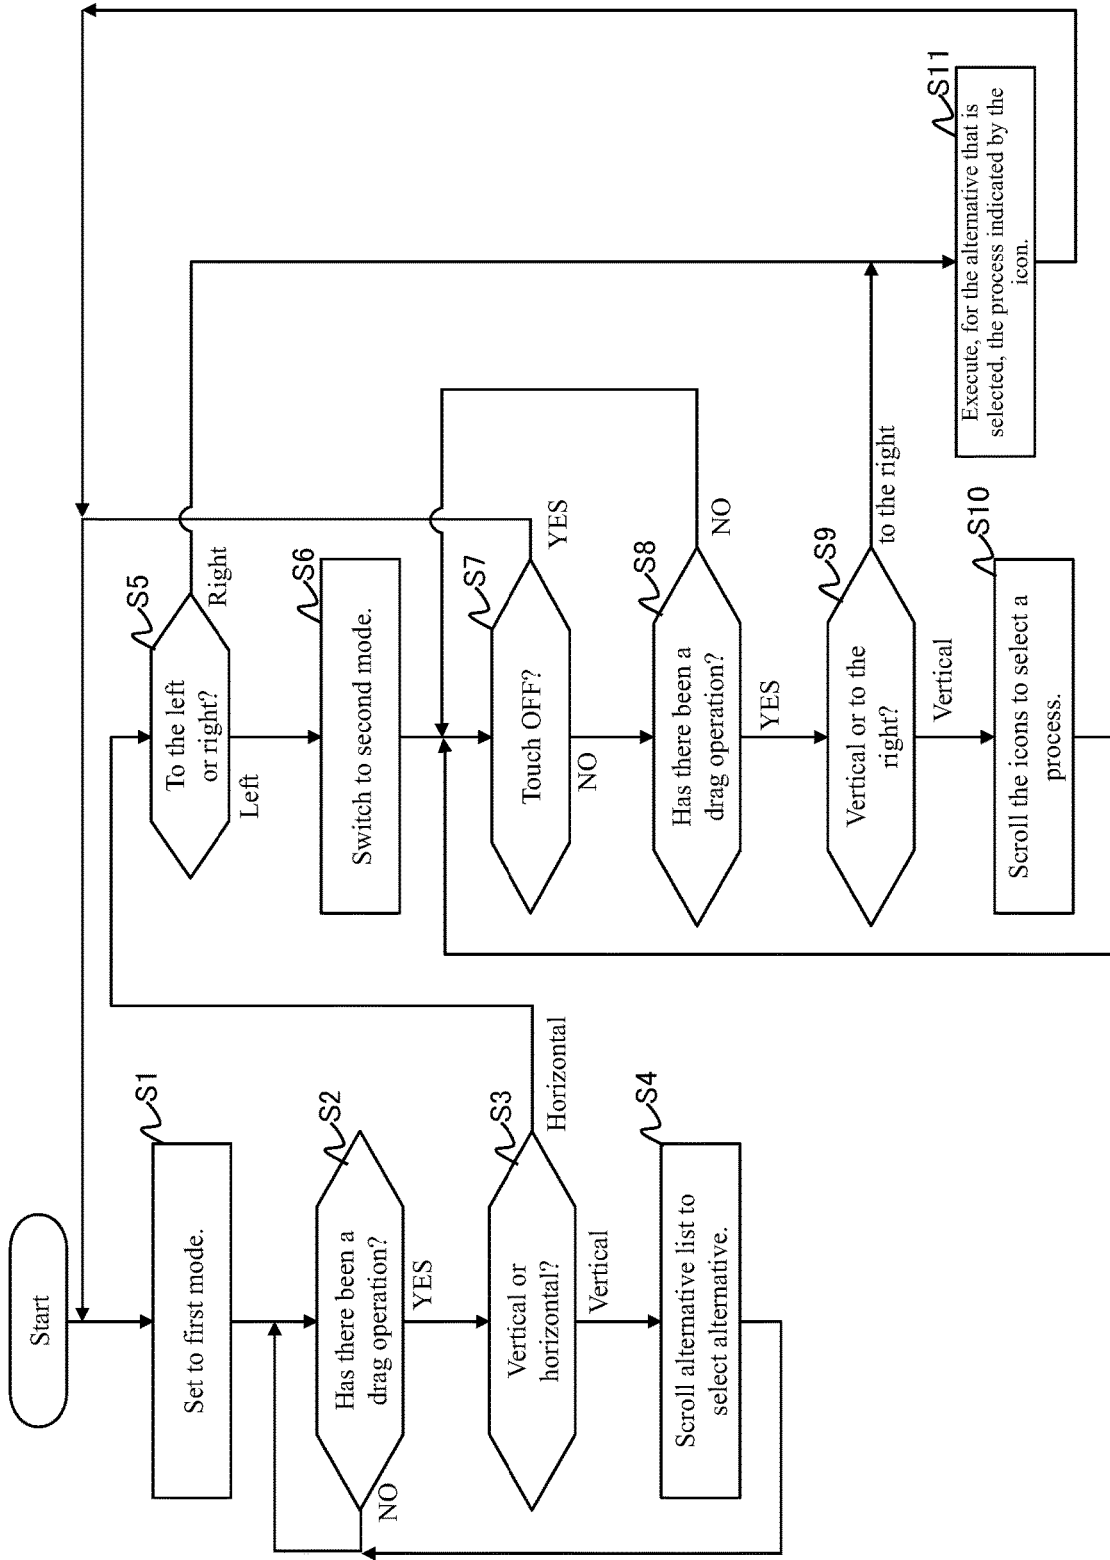 Start
S1
Set to first mode.
S2
Has there been a
drag operation?
NO
YES
S3
Vertical or
horizontal?
Horizontal
Vertical
S4
Scroll alternative list to
select alternative.
S5
To the left
or right?
Right
Left
S6
Switch to second mode.
S7
Touch OFF?
YES
NO
S8
Has there been a
drag operation?
NO
YES
S9
Vertical or to the
right?
to the right
Vertical
S10
Scroll the icons to select a
process.
S11
Execute, for the alternative that is
selected, the process indicated by the
icon.